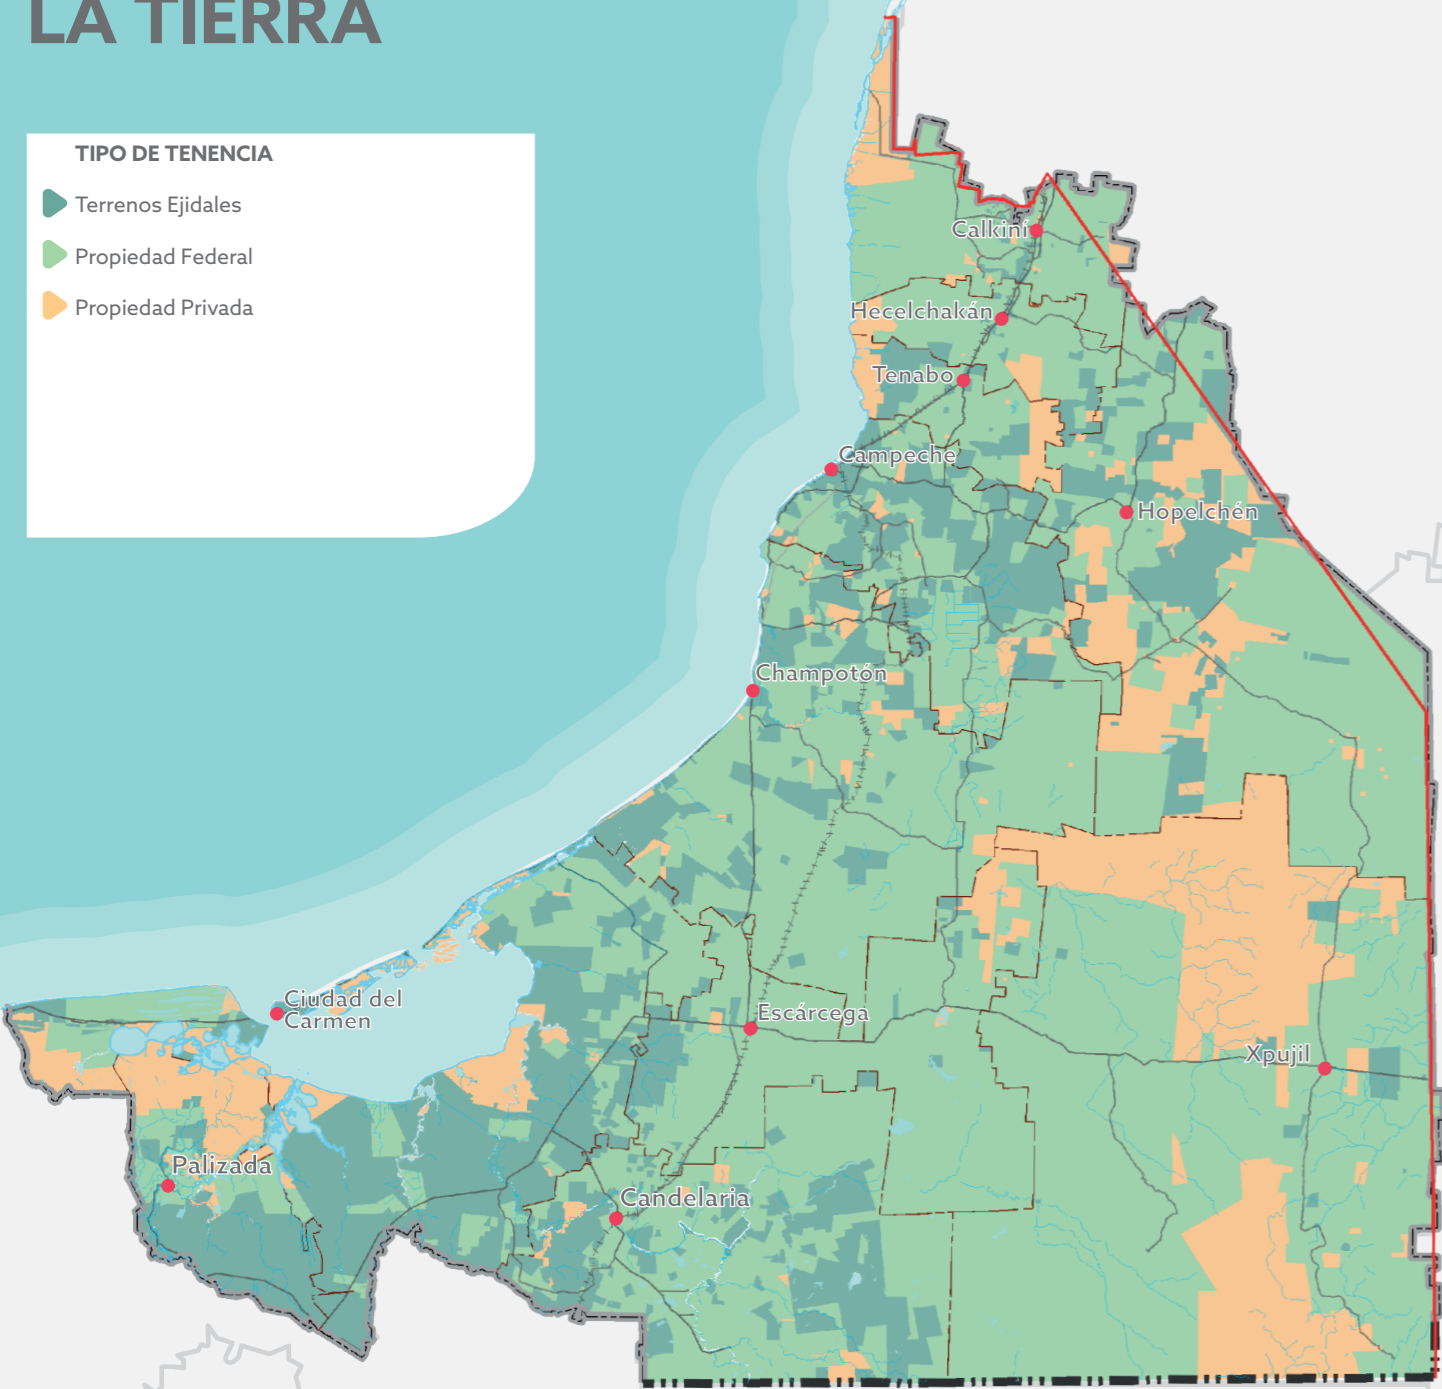 LA TIERRA
TIPO DE TENENCIA
Terrenos Ejidales
Propiedad Federal
Propiedad Privada
Calkiní
Hecelchakán
Tenabo
Campeche
Hopelchén
Champotón
Ciudad del
Carmen
Escárcega
Xpujil
Palizada
Candelaria